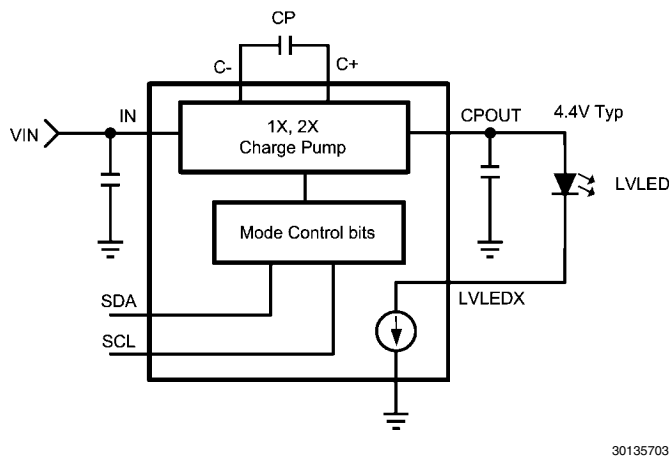 CP
C-
C+
VIN
IN
1X, 2X
Charge Pump
CPOUT
4.4V Typ
LVLED
Mode Control bits
SDA
LVLEDX
SCL
30135703